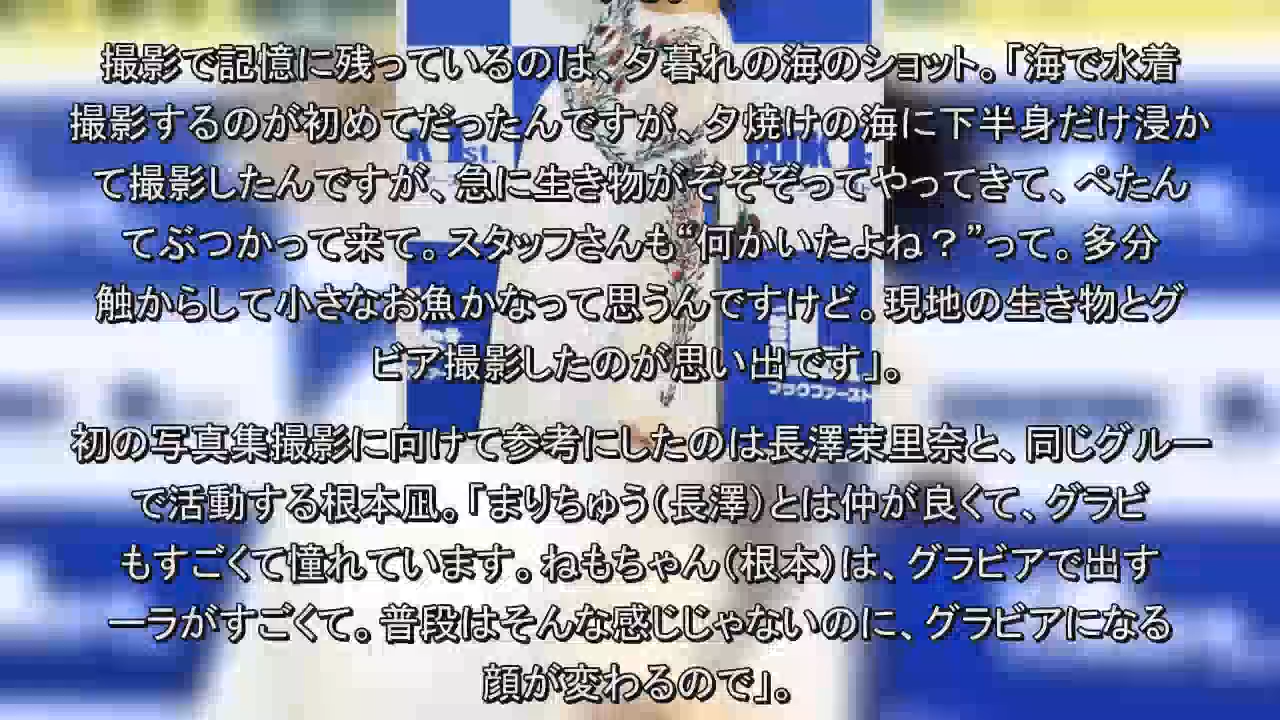 撮影で記憶に残っているのは、夕暮れの海のショット。「海で水着
撮影するのが初めてだったんですが、夕焼けの海に下半身だけ浸か
て撮影したんですが、急に生き物がぞぞぞってやってきて、ぺたん
てぶつかって来て。スタッフさんも“何かいたよね？”って。多分
触からして小さなお魚かなって思うんですけど。現地の生き物とグ
ビア撮影したのが思い出です」。
初の写真集撮影に向けて参考にしたのは長澤茉里奈と、同じグルー
で活動する根本凪。「まりちゅう（長澤）とは仲が良くて、グラビ
もすごくて憧れています。ねもちゃん（根本）は、グラビアで出す
ーラがすごくて。普段はそんな感じじゃないのに、グラビアになる
顔が変わるので」。
ブックファースト